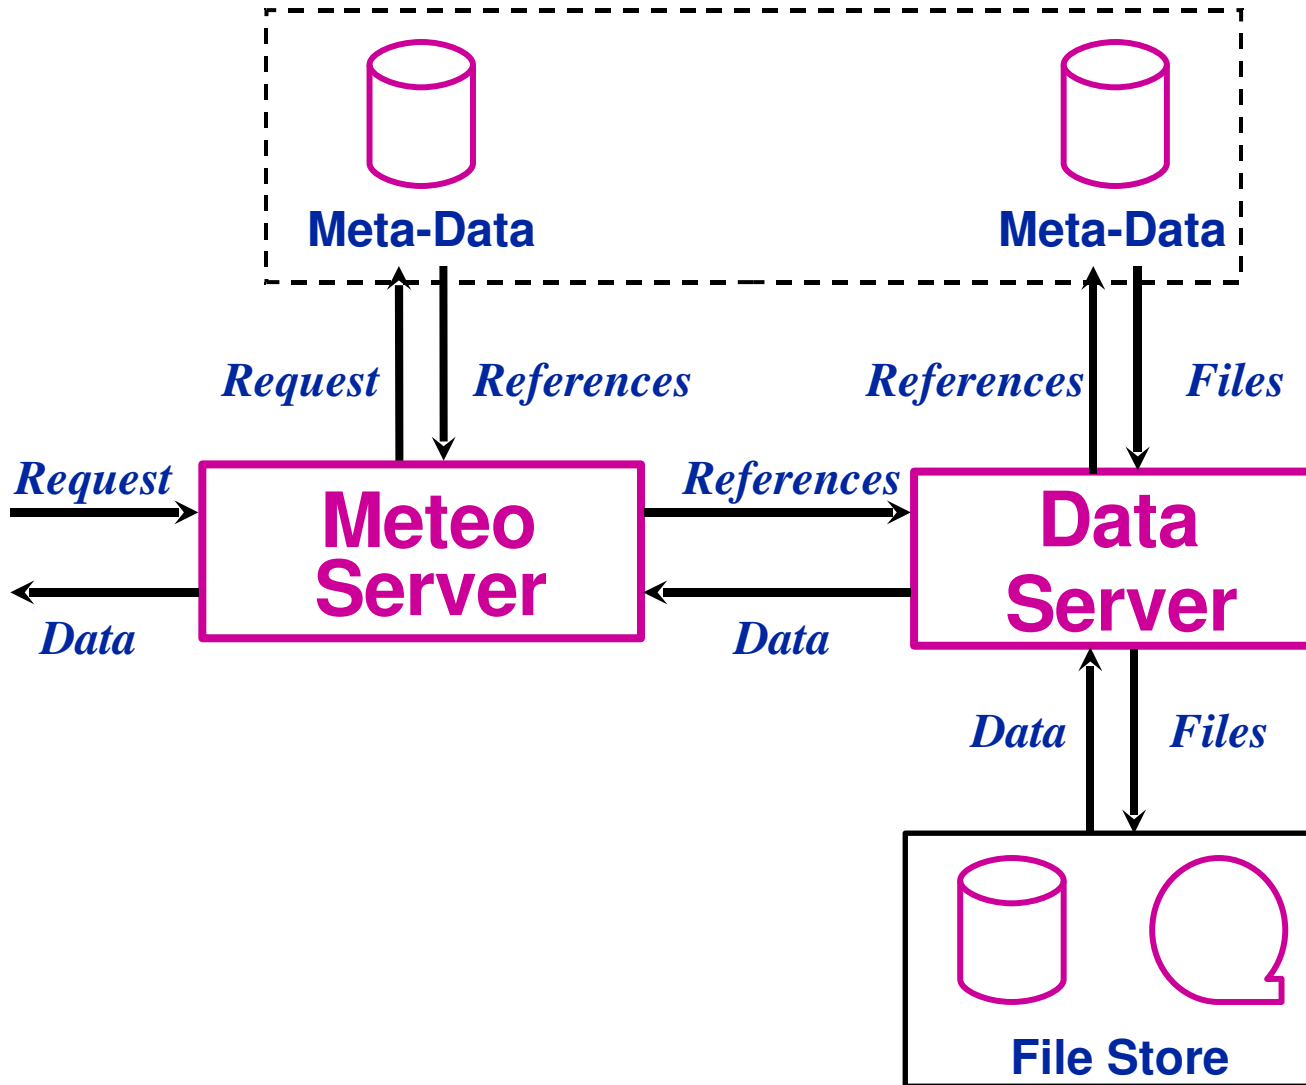 Meta-Data
Meta-Data
Request
References
References
Files
Request
References
Meteo
Server
Data
Server
Data
Data
Data
Files
File Store